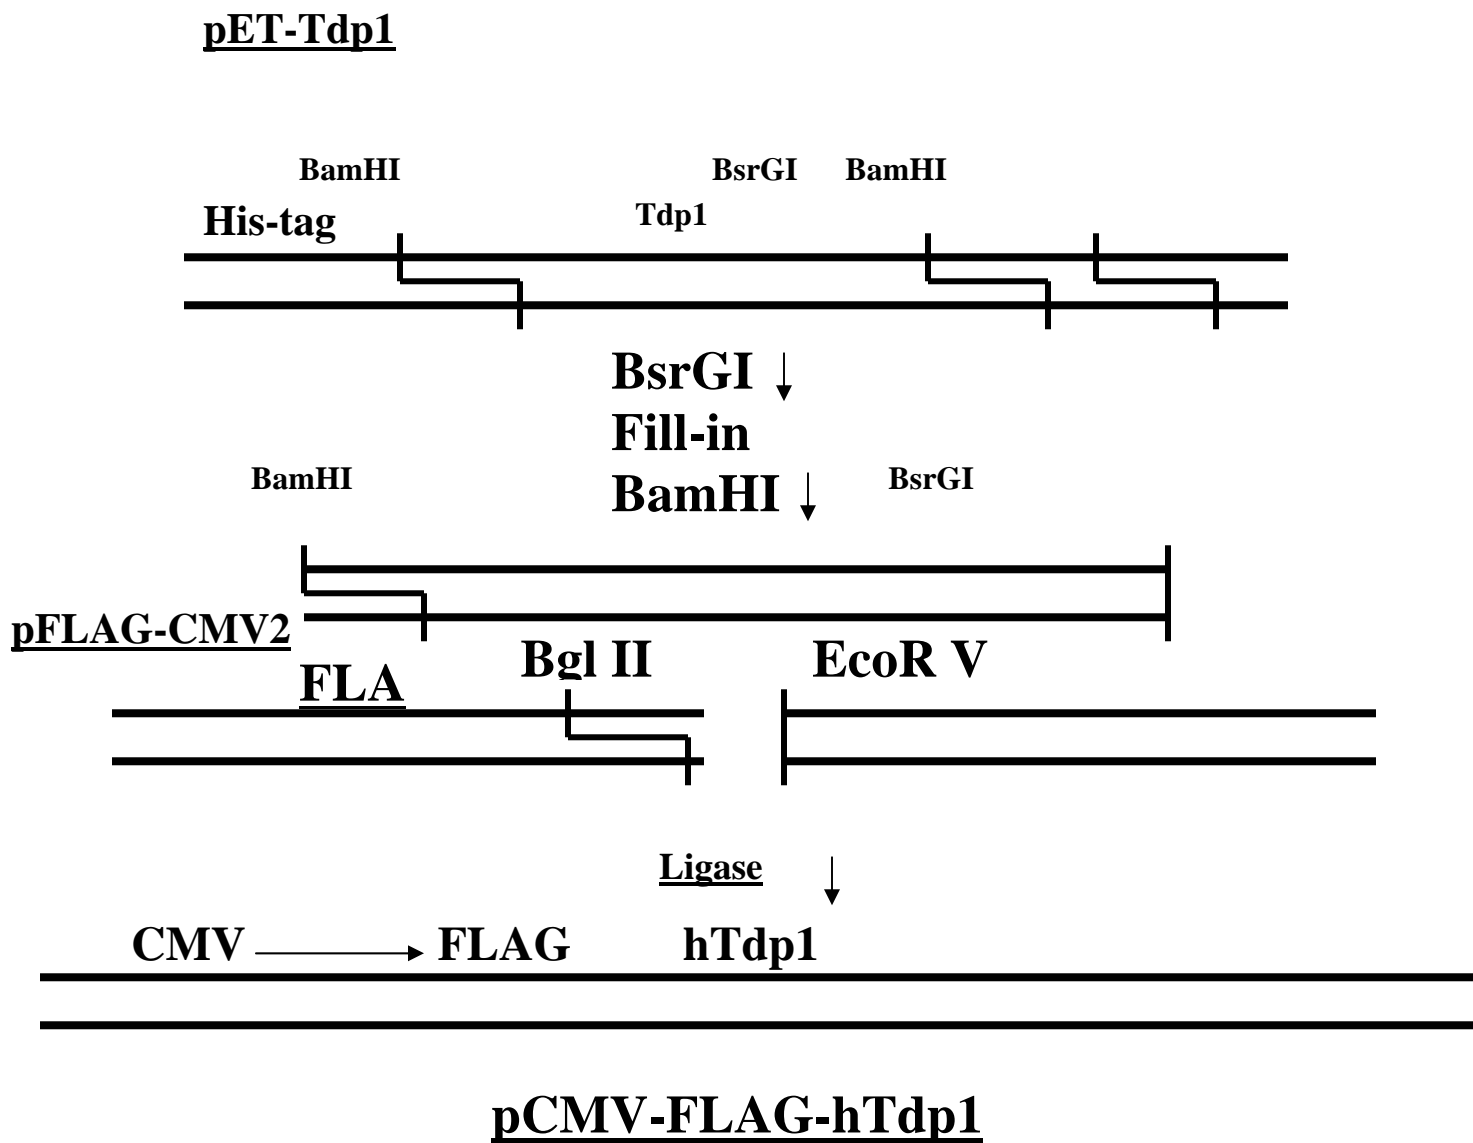 pET-Tdp1
BamHI BsrGI BamHI
His-tag Tdp1
BsrGI
Fill-in
BamHI BamHI BsrGI
pFLAG-CMV2
Bgl II EcoR V
FLA
Ligase
CMV FLAG hTdp1
pCMV-FLAG-hTdp1